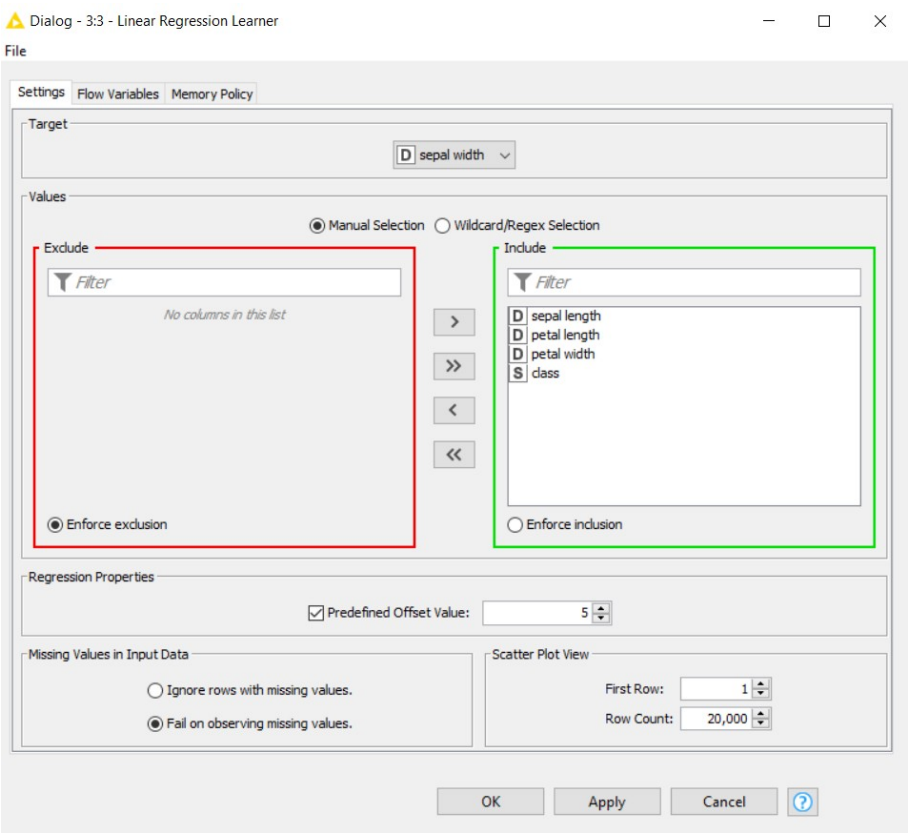 Dialog - 3:3 - Linear Regression Learner
File
Settings Flow Variables Memory Policy
Target
D sepal width
Values
Manual Selection Wildcard/Regex Selection
Exclude Include
Filter Filter
No columns in this list
D sepal length
D petal length
D petal width
S class
> 
>>
<
<<
Enforce exclusion Enforce inclusion
Regression Properties
Predefined Offset Value: 5
Missing Values in Input Data Scatter Plot View
Ignore rows with missing values. First Row: 1
Fail on observing missing values. Row Count: 20,000
OK Apply Cancel ?